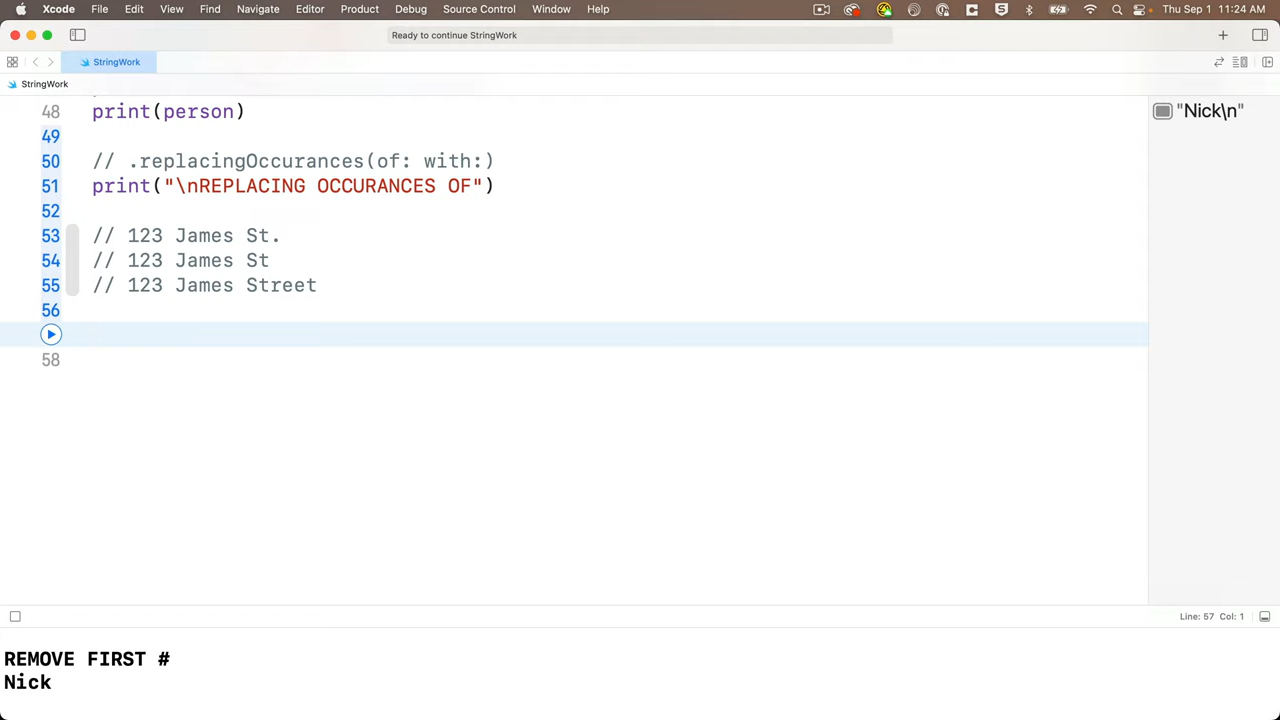 Xcode File Edit View Find Navigate Editor Product Debug Source Control Window Help Thu Sep 1 11:24 AM
Ready to continue StringWork
StringWork
StringWork
48 print(person)
49
50 // .replacingOccurances(of: with:)
51 print("\nREPLACING OCCURANCES OF")
52
53 // 123 James St.
54 // 123 James St
55 // 123 James Street
56
58
"Nick\n"
Line: 57 Col: 1
REMOVE FIRST #
Nick